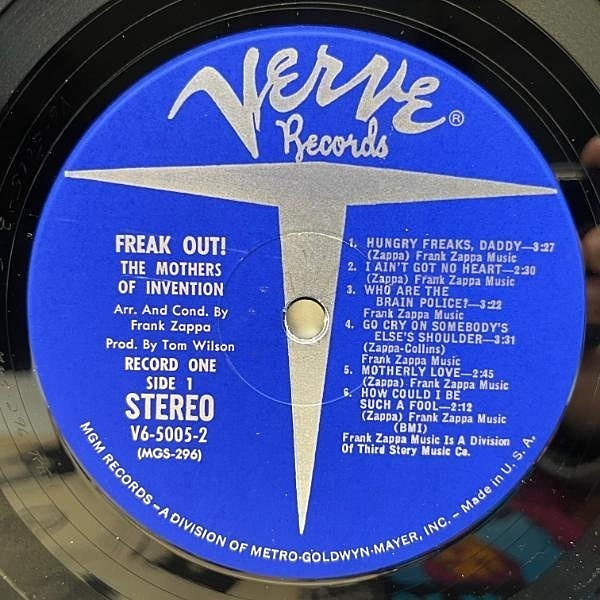 VERVE®
Records
FREAK OUT!
THE MOTHERS
OF INVENTION
Arr. And Cond. By
Frank Zappa
Prod. By Tom Wilson
RECORD ONE
SIDE 1
STEREO
V6-5005-2
(MGS-296)
1. HUNGRY FREAKS, DADDY—3:27
(Zappa) Frank Zappa Music
2. I AIN'T GOT NO HEART—2:30
(Zappa) Frank Zappa Music
3. WHO ARE THE
BRAIN POLICE?—3:22
Frank Zappa Music
4. GO CRY ON SOMEBODY'S
ELSE'S SHOULDER—3:31
(Zappa-Collins)
Frank Zappa Music
5. MOTHERLY LOVE—2:45
(Zappa) Frank Zappa Music
6. HOW COULD I BE
SUCH A FOOL—2:12
(Zappa) Frank Zappa Music
(BMI)
Frank Zappa Music Is A Division
Of Third Story Music Co.
MGM RECORDS—A DIVISION OF METRO-GOLDWYN-MAYER, INC.—Made in U.S.A.